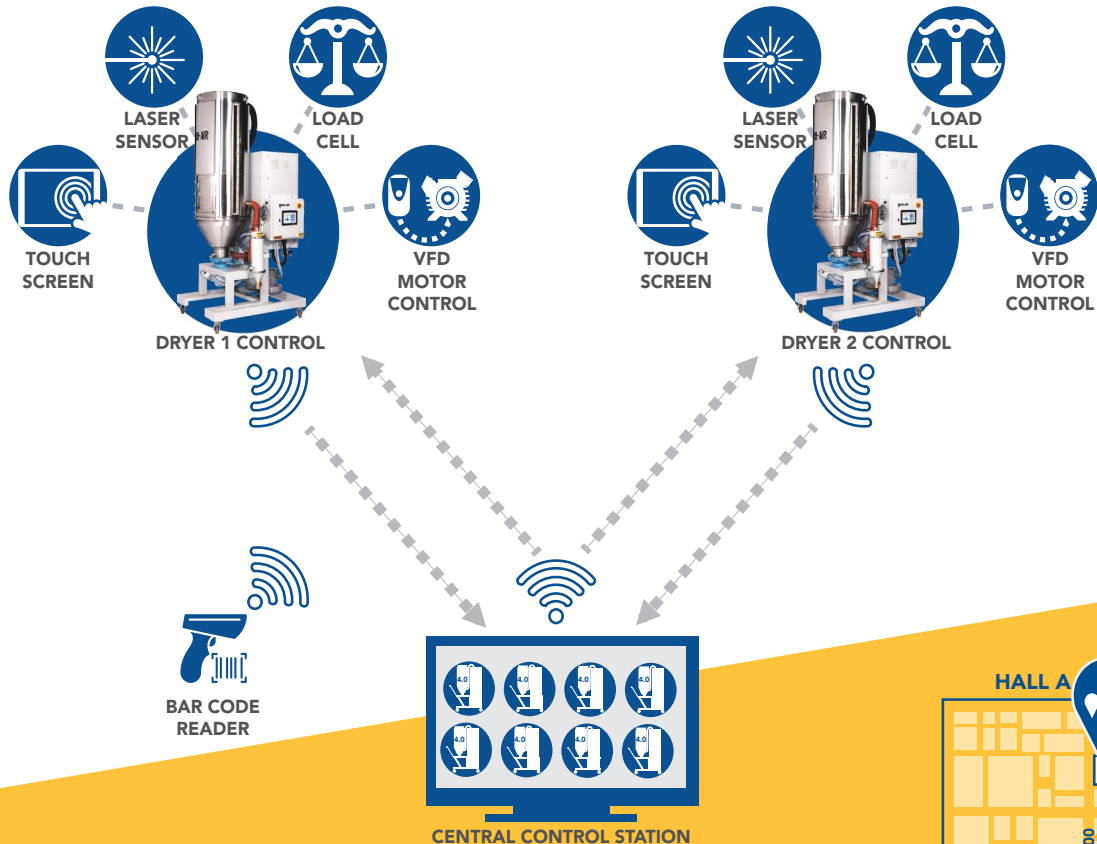 LASER
SENSOR
LOAD
CELL
TOUCH
SCREEN
VFD
MOTOR
CONTROL
DRYER 1 CONTROL
LASER
SENSOR
LOAD
CELL
TOUCH
SCREEN
VFD
MOTOR
CONTROL
DRYER 2 CONTROL
BAR CODE
READER
4.0
4.0
4.0
4.0
4.0
4.0
4.0
4.0
CENTRAL CONTROL STATION
HALL A